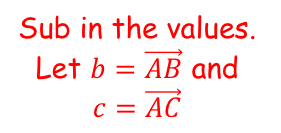 Sub in the values.
Let b = \overrightarrow{AB} and
c = \overrightarrow{AC}